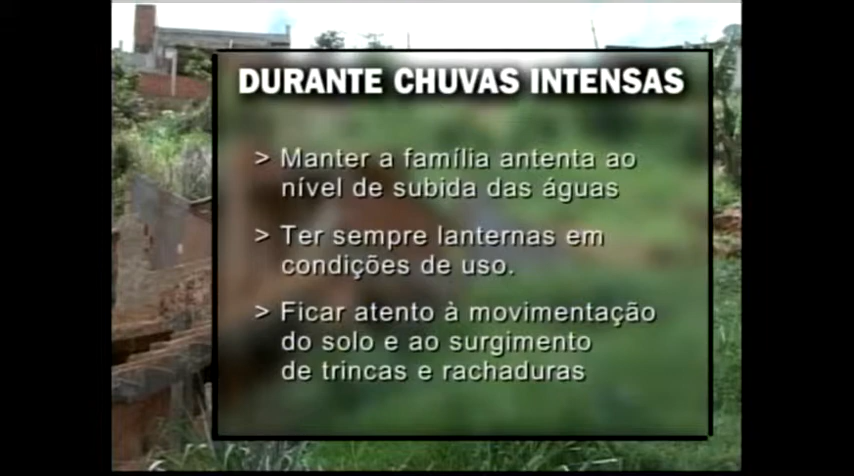 DURANTE CHUVAS INTENSAS
> Manter a família antenta ao
nível de subida das águas
> Ter sempre lanternas em
condições de uso.
> Ficar atento à movimentação
do solo e ao surgimento
de trincas e rachaduras